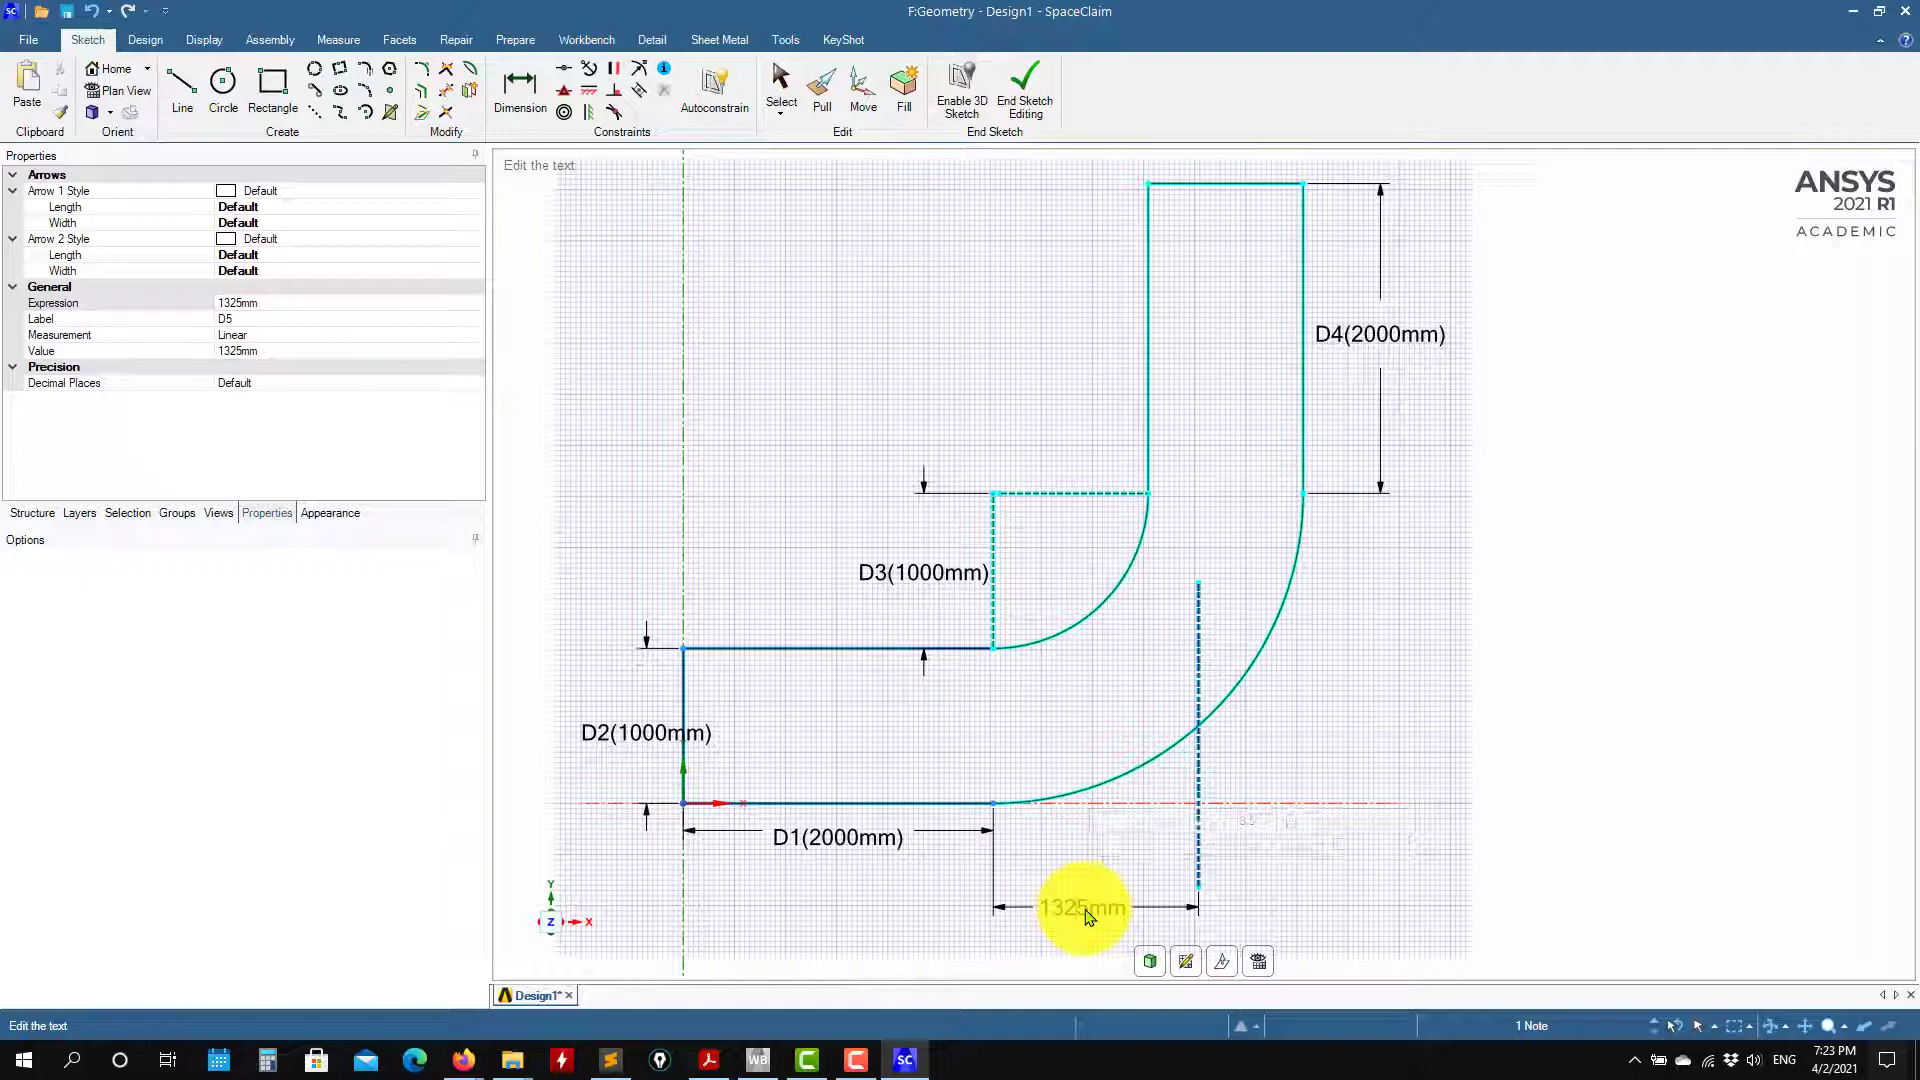 F:Geometry - Design1 - SpaceClaim
File Sketch Design Display Assembly Measure Facets Repair Prepare Workbench Detail Sheet Metal Tools KeyShot
Paste Home Plan View Line Circle Rectangle Dimension Autoconstrain Select Pull Move Fill Enable 3D Sketch End Sketch Editing
Clipboard Orient Create Modify Constraints Edit End Sketch
Properties
Arrows
Arrow 1 Style Default
Length Default
Width Default
Arrow 2 Style Default
Length Default
Width Default
General
Expression 1325mm
Label D5
Measurement Linear
Value 1325mm
Precision
Decimal Places Default
Structure Layers Selection Groups Views Properties Appearance
Options
Edit the text
ANSYS
2021 R1
ACADEMIC
D4(2000mm)
D3(1000mm)
D2(1000mm)
D1(2000mm)
1325mm
Y
Z X
Design1*
Edit the text 1 Note
WB SC ENG 7:23 PM
4/2/2021